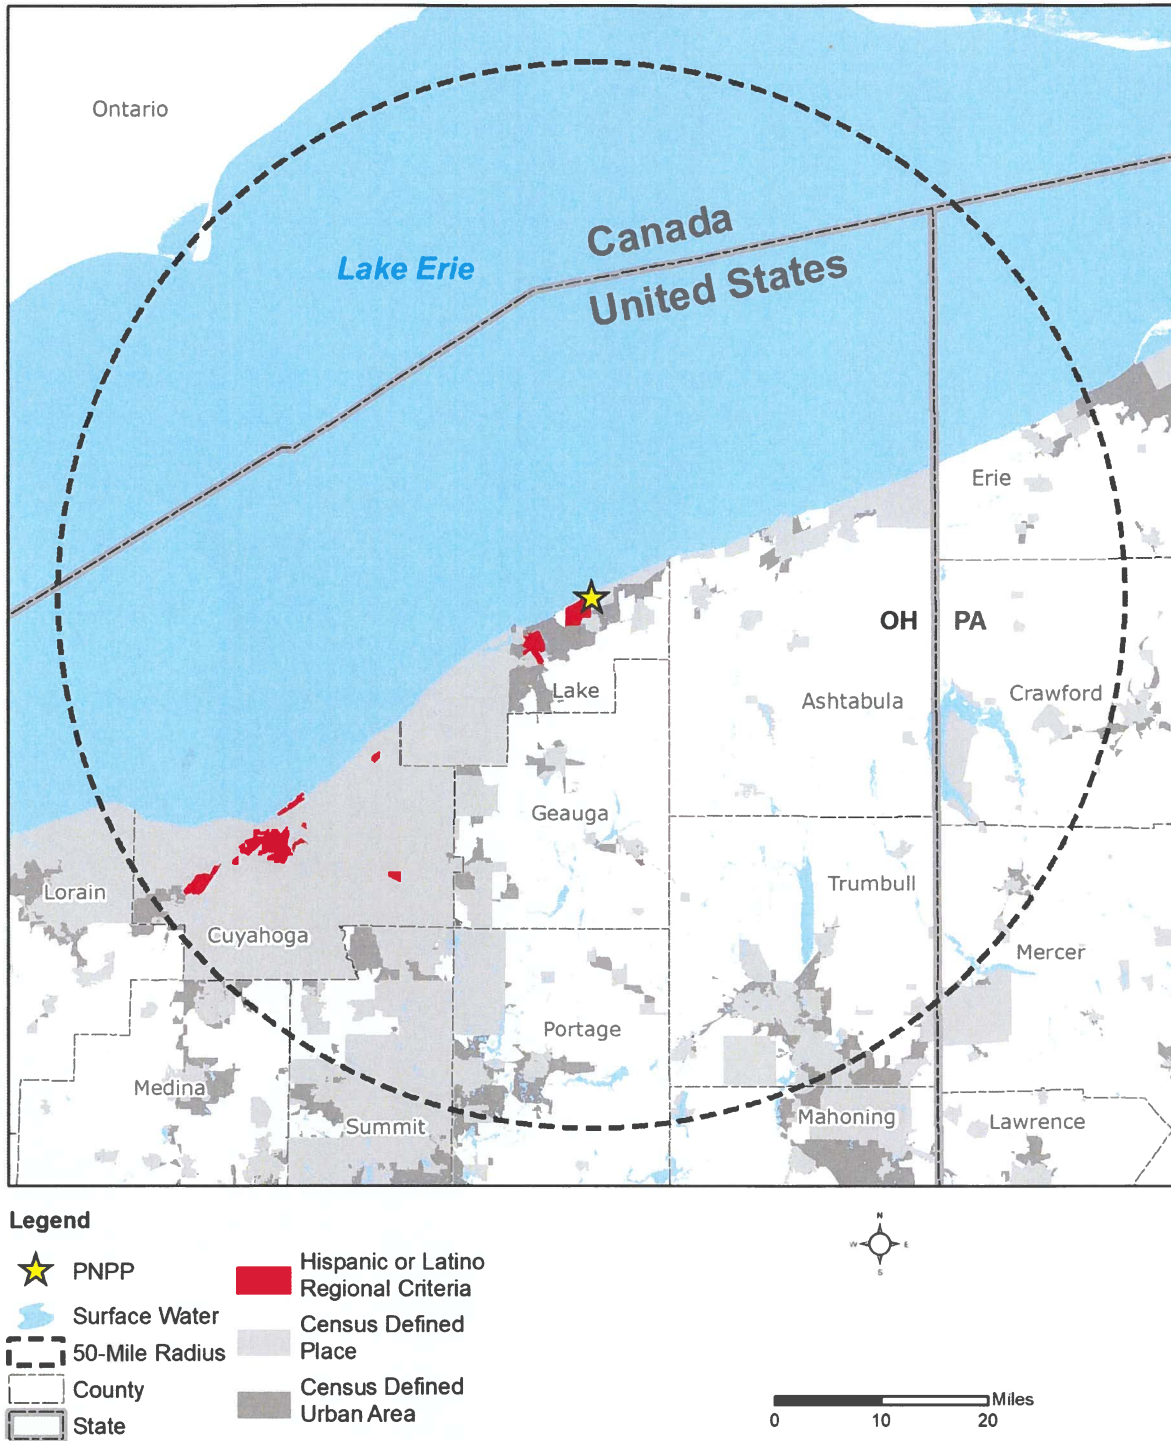 Ontario
Canada
Lake Erie
United States
Erie
OH
PA
Lake
Ashtabula
Crawford
Geauga
Lorain
Trumbull
Cuyahoga
Mercer
Portage
Medina
Summit
Mahoning
Lawrence
Legend
PNPP
Surface Water
50-Mile Radius
County
State
Hispanic or Latino
Regional Criteria
Census Defined
Place
Census Defined
Urban Area
N
W
E
S
Miles
0
10
20